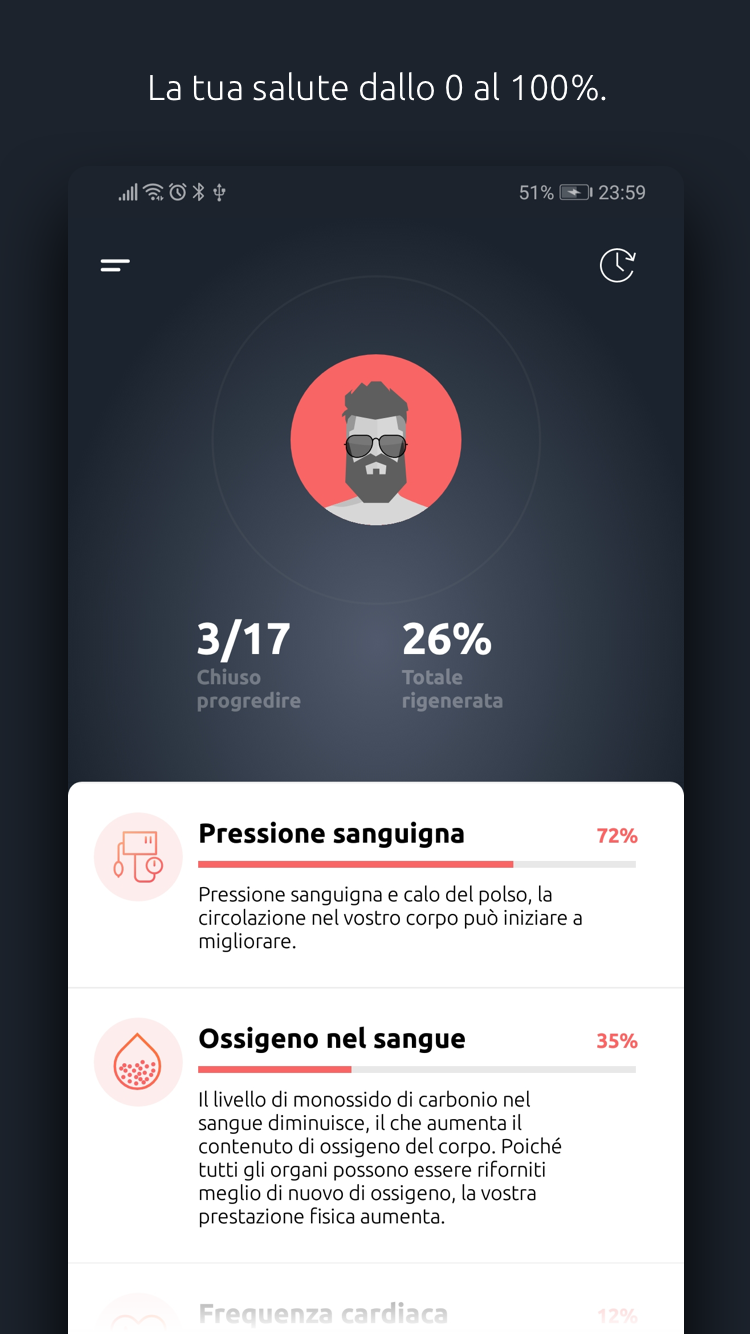 La tua salute dallo 0 al 100%.
51% 23:59
3/17 26%
Chiuso Totale
progredire rigenerata
Pressione sanguigna 72%
Pressione sanguigna e calo del polso, la
circolazione nel vostro corpo può iniziare a
migliorare.
Ossigeno nel sangue 35%
Il livello di monossido di carbonio nel
sangue diminuisce, il che aumenta il
contenuto di ossigeno del corpo. Poiché
tutti gli organi possono essere riforniti
meglio di nuovo di ossigeno, la vostra
prestazione fisica aumenta.
Frequenza cardiaca 12%